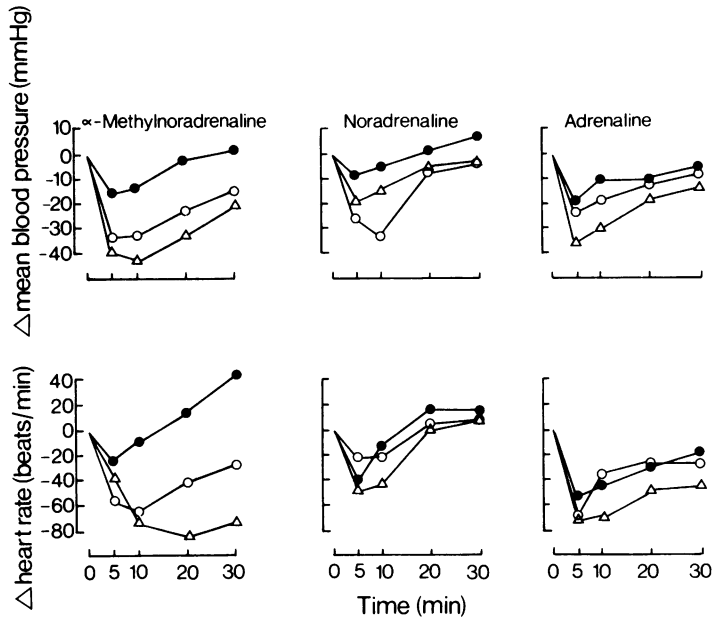 △mean blood pressure (mmHg)
α-Methylnoradrenaline
Noradrenaline
Adrenaline
10
0
-10
-20
-30
-40
△heart rate (beats/min)
40
20
0
-20
-40
-60
-80
0 5 10 20 30
0 5 10 20 30
0 5 10 20 30
Time (min)